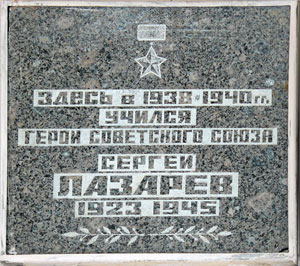 ЗДЕСЬ в 1938-1940 гг.
УЧИЛСЯ
ГЕРОЙ СОВЕТСКОГО СОЮЗА
СЕРГЕЙ
ЛАЗАРЕВ
1923 1945